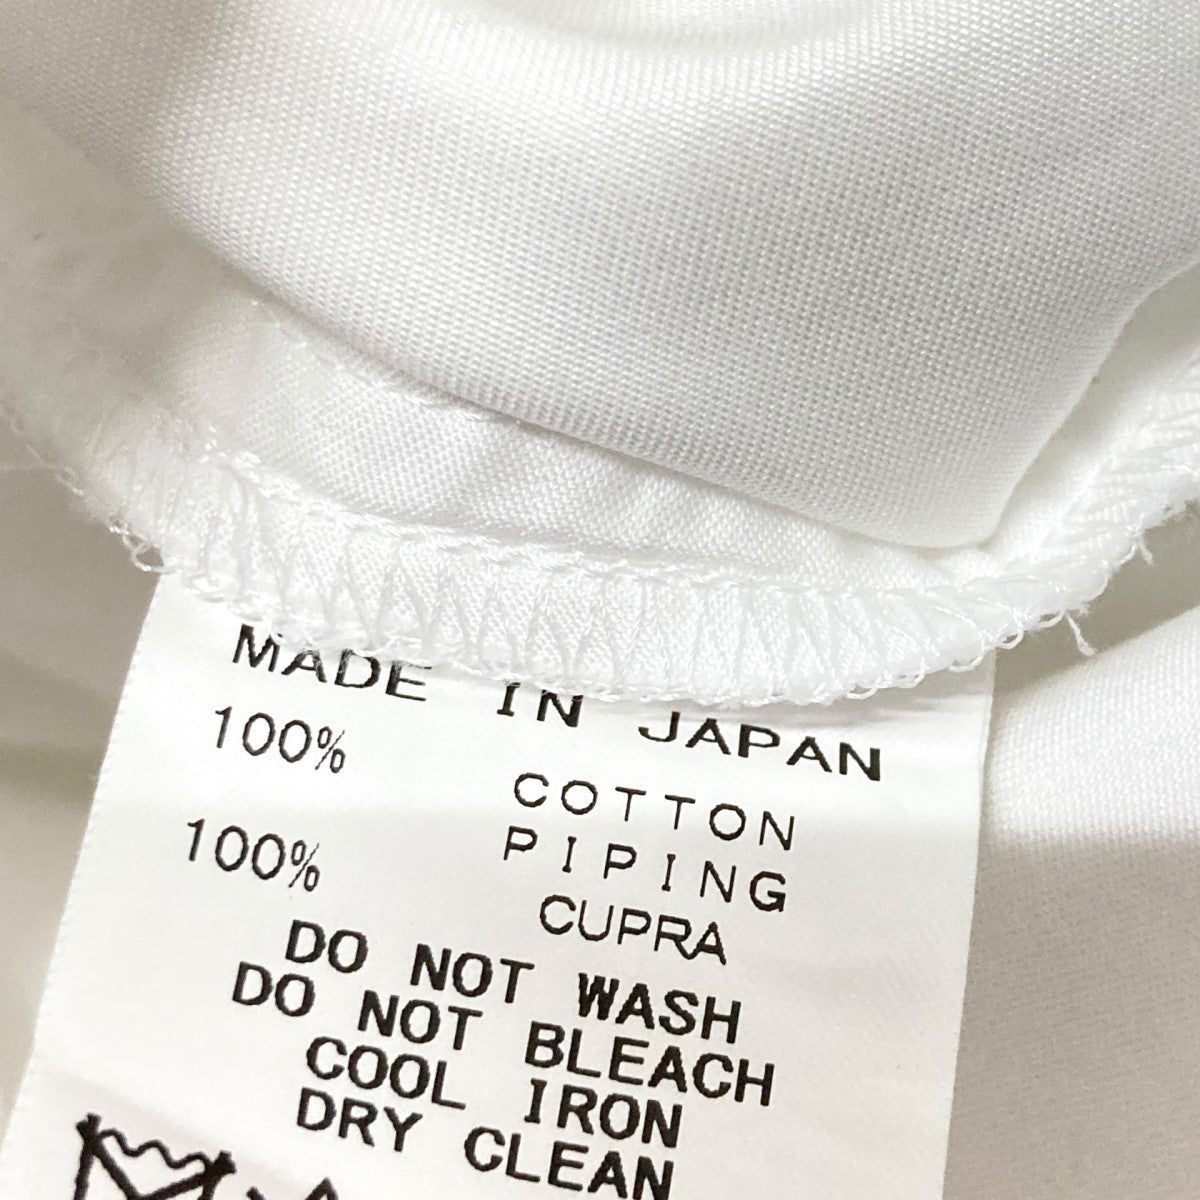 MADE IN JAPAN
100% COTTON
PIPING
100% CUPRA
DO NOT WASH
DO NOT BLEACH
COOL IRON
DRY CLEAN